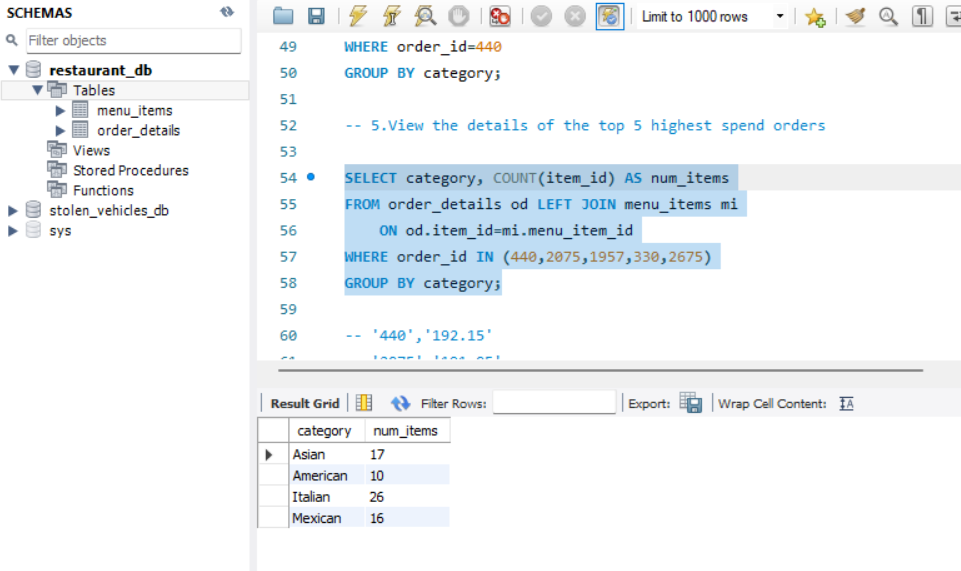 SCHEMAS
Filter objects
restaurant_db
Tables
menu_items
order_details
Views
Stored Procedures
Functions
stolen_vehicles_db
sys
Limit to 1000 rows
49 WHERE order_id=440
50 GROUP BY category;
51
52 -- 5.View the details of the top 5 highest spend orders
53
54 SELECT category, COUNT(item_id) AS num_items
55 FROM order_details od LEFT JOIN menu_items mi
56 ON od.item_id=mi.menu_item_id
57 WHERE order_id IN (440,2075,1957,330,2675)
58 GROUP BY category;
59
60 -- '440','192.15'
Result Grid Filter Rows: Export: Wrap Cell Content:
category num_items
Asian 17
American 10
Italian 26
Mexican 16